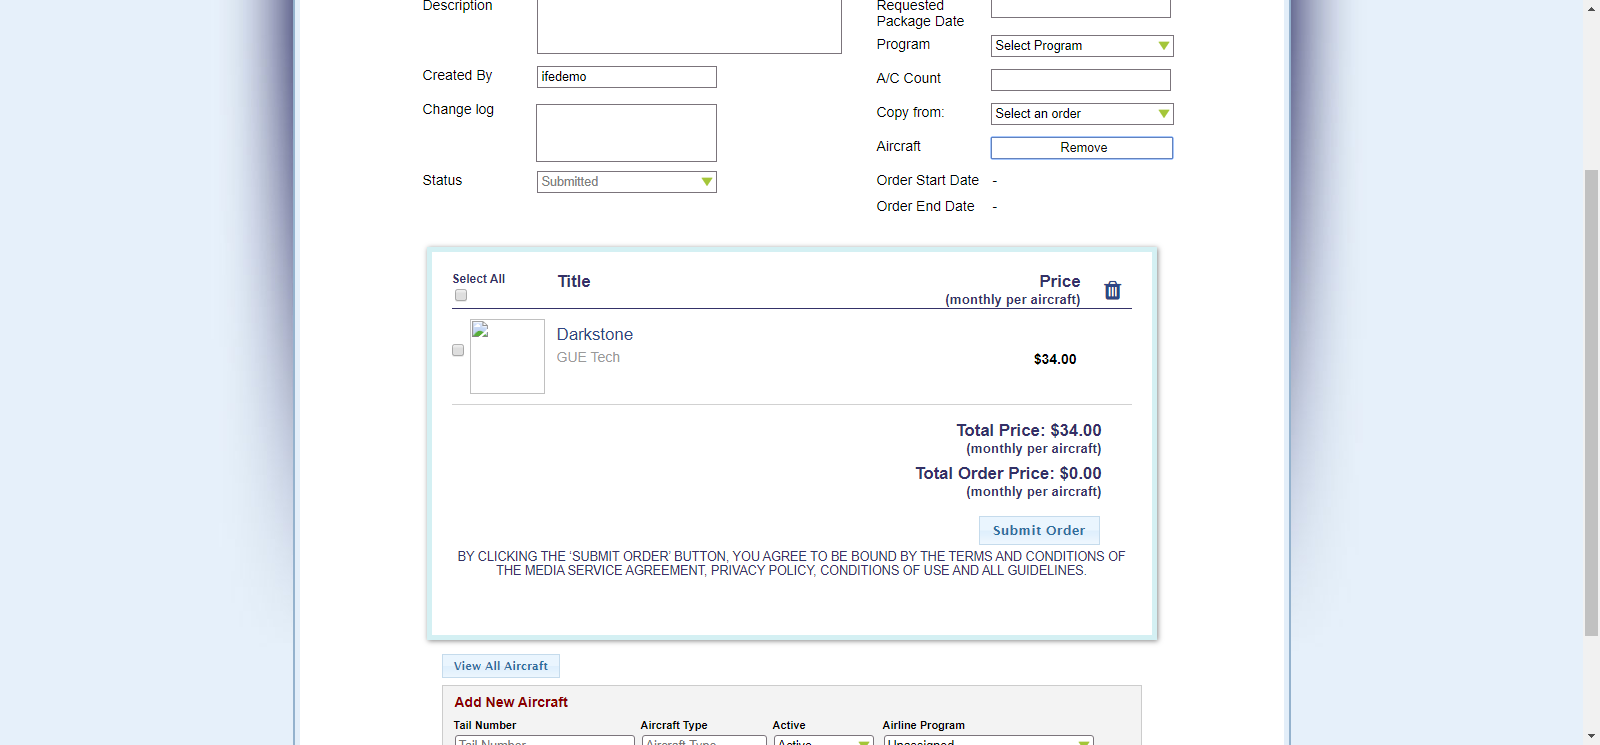 Description
Requested
Package Date
Program
Select Program
Created By
ifedemo
A/C Count
Change log
Copy from:
Select an order
Aircraft
Remove
Status
Submitted
Order Start Date -
Order End Date -
Select All
Title
Price
(monthly per aircraft)
Darkstone
GUE Tech
$34.00
Total Price: $34.00
(monthly per aircraft)
Total Order Price: $0.00
(monthly per aircraft)
Submit Order
BY CLICKING THE ‘SUBMIT ORDER’ BUTTON, YOU AGREE TO BE BOUND BY THE TERMS AND CONDITIONS OF
THE MEDIA SERVICE AGREEMENT, PRIVACY POLICY, CONDITIONS OF USE AND ALL GUIDELINES.
View All Aircraft
Add New Aircraft
Tail Number Aircraft Type Active Airline Program
Tail Number Aircraft Type Active Unassigned